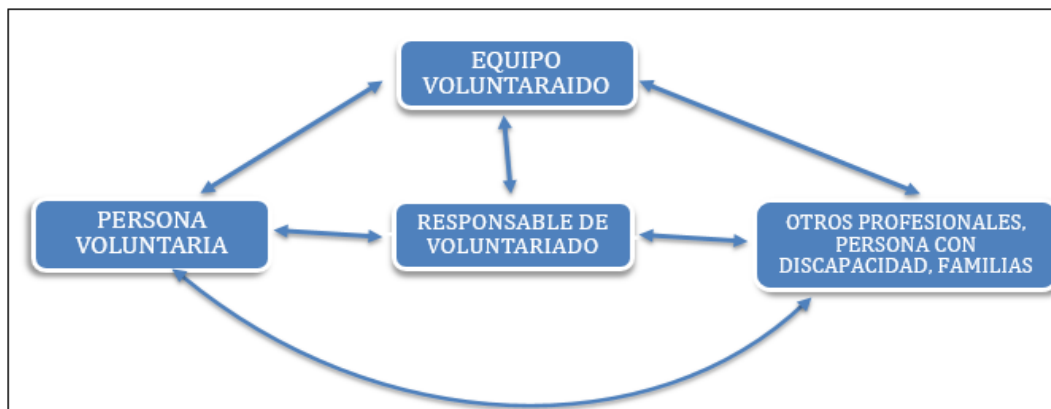 EQUIPO
VOLUNTARAIDO
PERSONA
VOLUNTARIA
RESPONSABLE DE
VOLUNTARIADO
OTROS PROFESIONALES,
PERSONA CON
DISCAPACIDAD, FAMILIAS